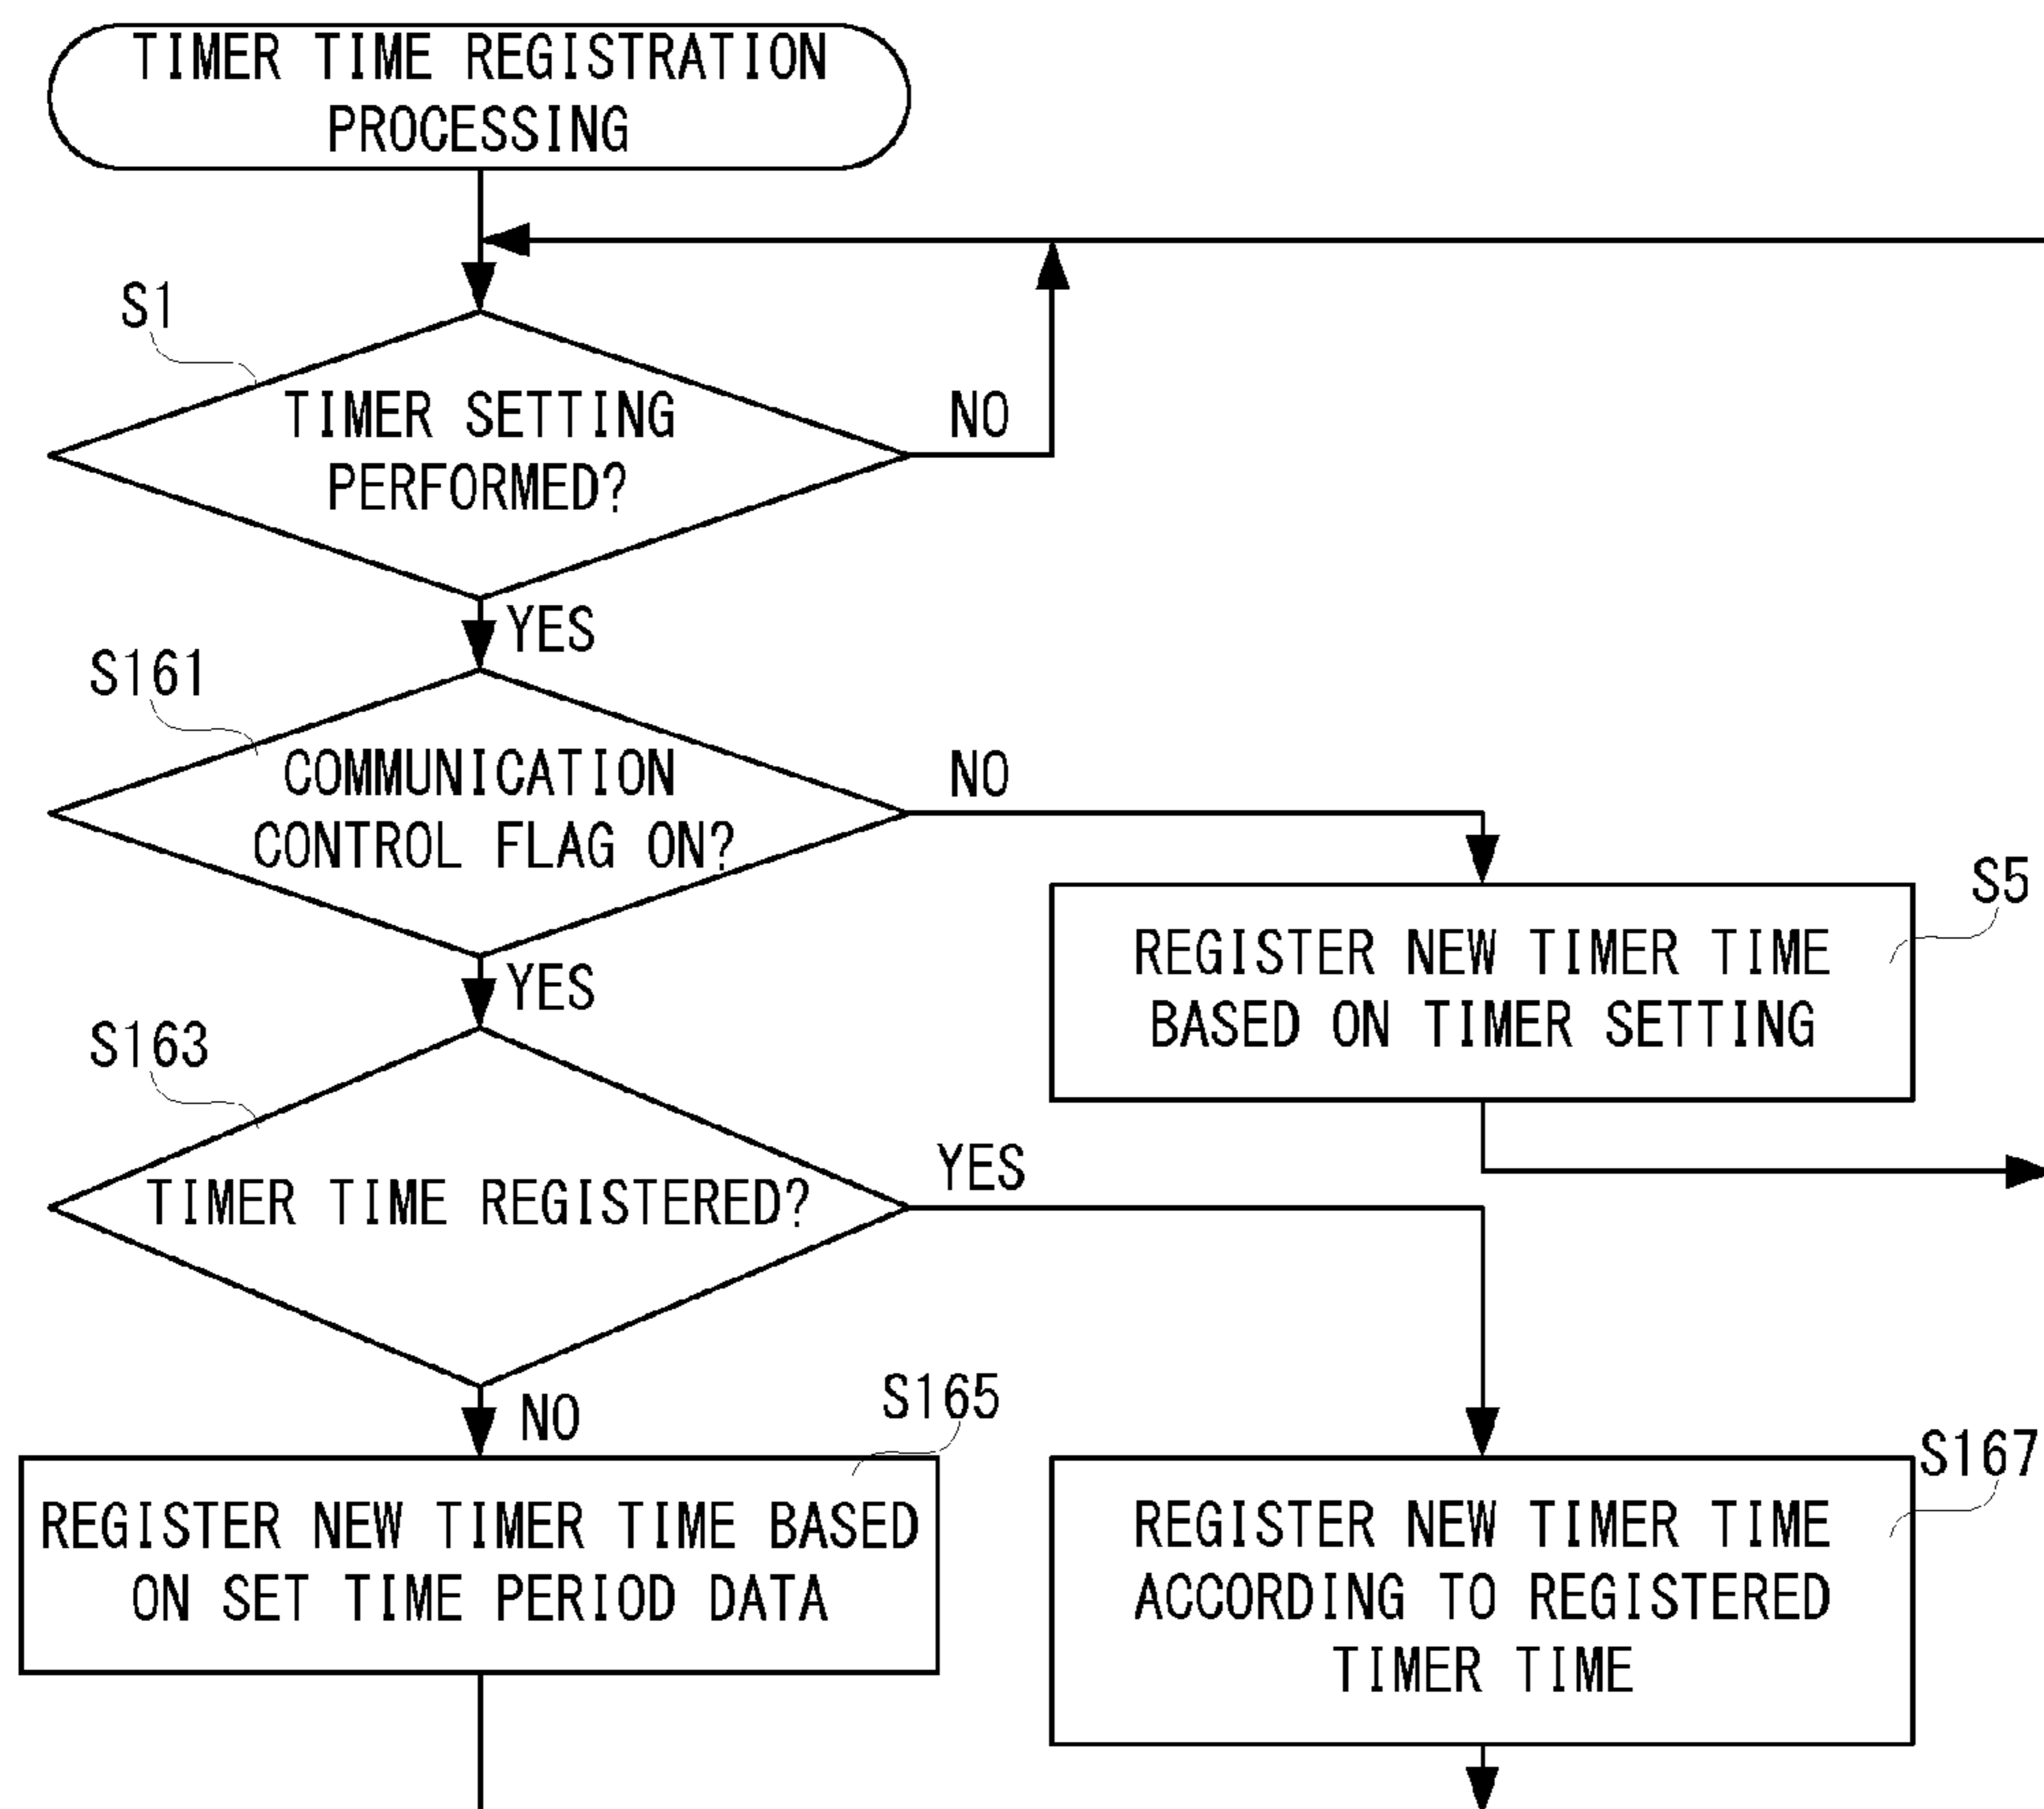 TIMER TIME REGISTRATION
PROCESSING
S1
TIMER SETTING
PERFORMED?
NO
YES
S161
COMMUNICATION
CONTROL FLAG ON?
NO
S5
REGISTER NEW TIMER TIME
BASED ON TIMER SETTING
YES
S163
TIMER TIME REGISTERED?
YES
NO
S165
REGISTER NEW TIMER TIME BASED
ON SET TIME PERIOD DATA
S167
REGISTER NEW TIMER TIME
ACCORDING TO REGISTERED
TIMER TIME